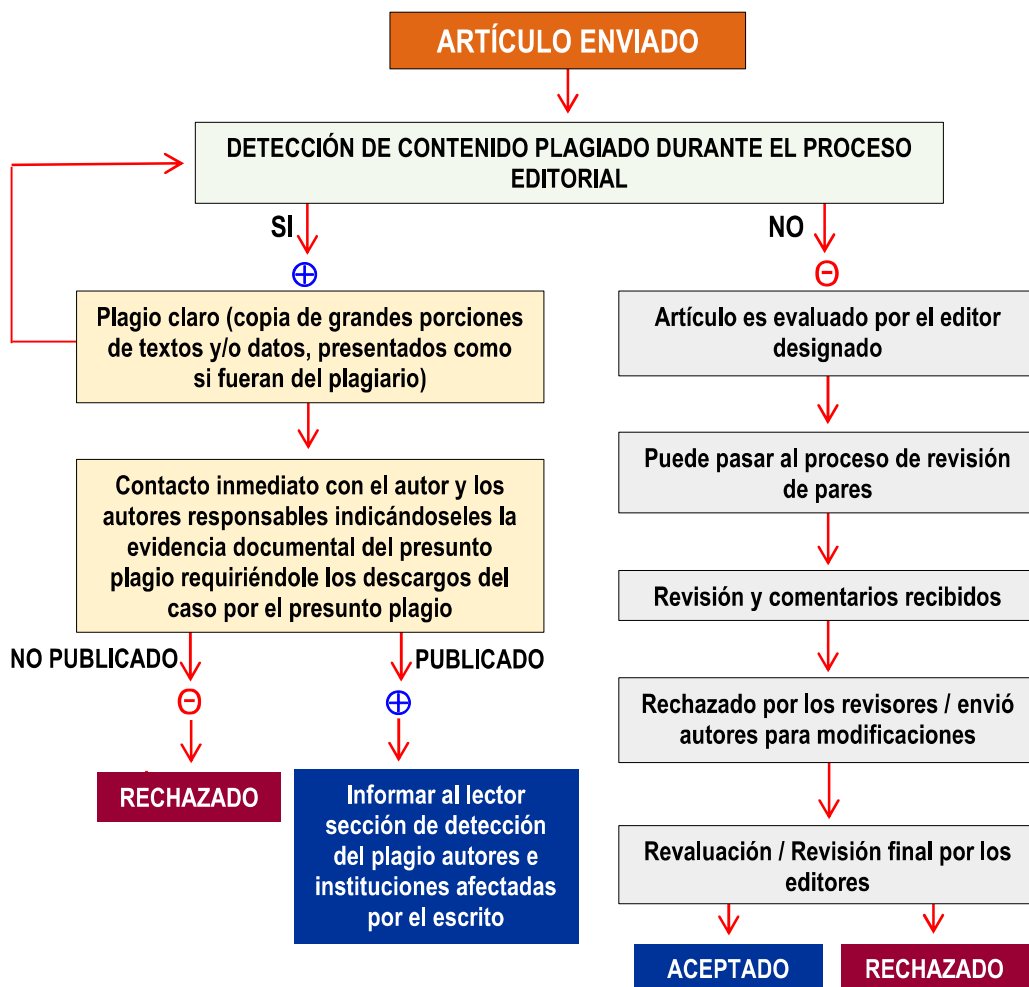 ARTÍCULO ENVIADO
DETECCIÓN DE CONTENIDO PLAGIADO DURANTE EL PROCESO
EDITORIAL
SI
NO
Plagio claro (copia de grandes porciones
de textos y/o datos, presentados como
si fueran del plagiario)
Contacto inmediato con el autor y los
autores responsables indicándoseles la
evidencia documental del presunto
plagio requiriéndole los descargos del
caso por el presunto plagio
NO PUBLICADO
PUBLICADO
RECHAZADO
Informar al lector
sección de detección
del plagio autores e
instituciones afectadas
por el escrito
Artículo es evaluado por el editor
designado
Puede pasar al proceso de revisión
de pares
Revisión y comentarios recibidos
Rechazado por los revisores / envió
autores para modificaciones
Revaluación / Revisión final por los
editores
ACEPTADO
RECHAZADO